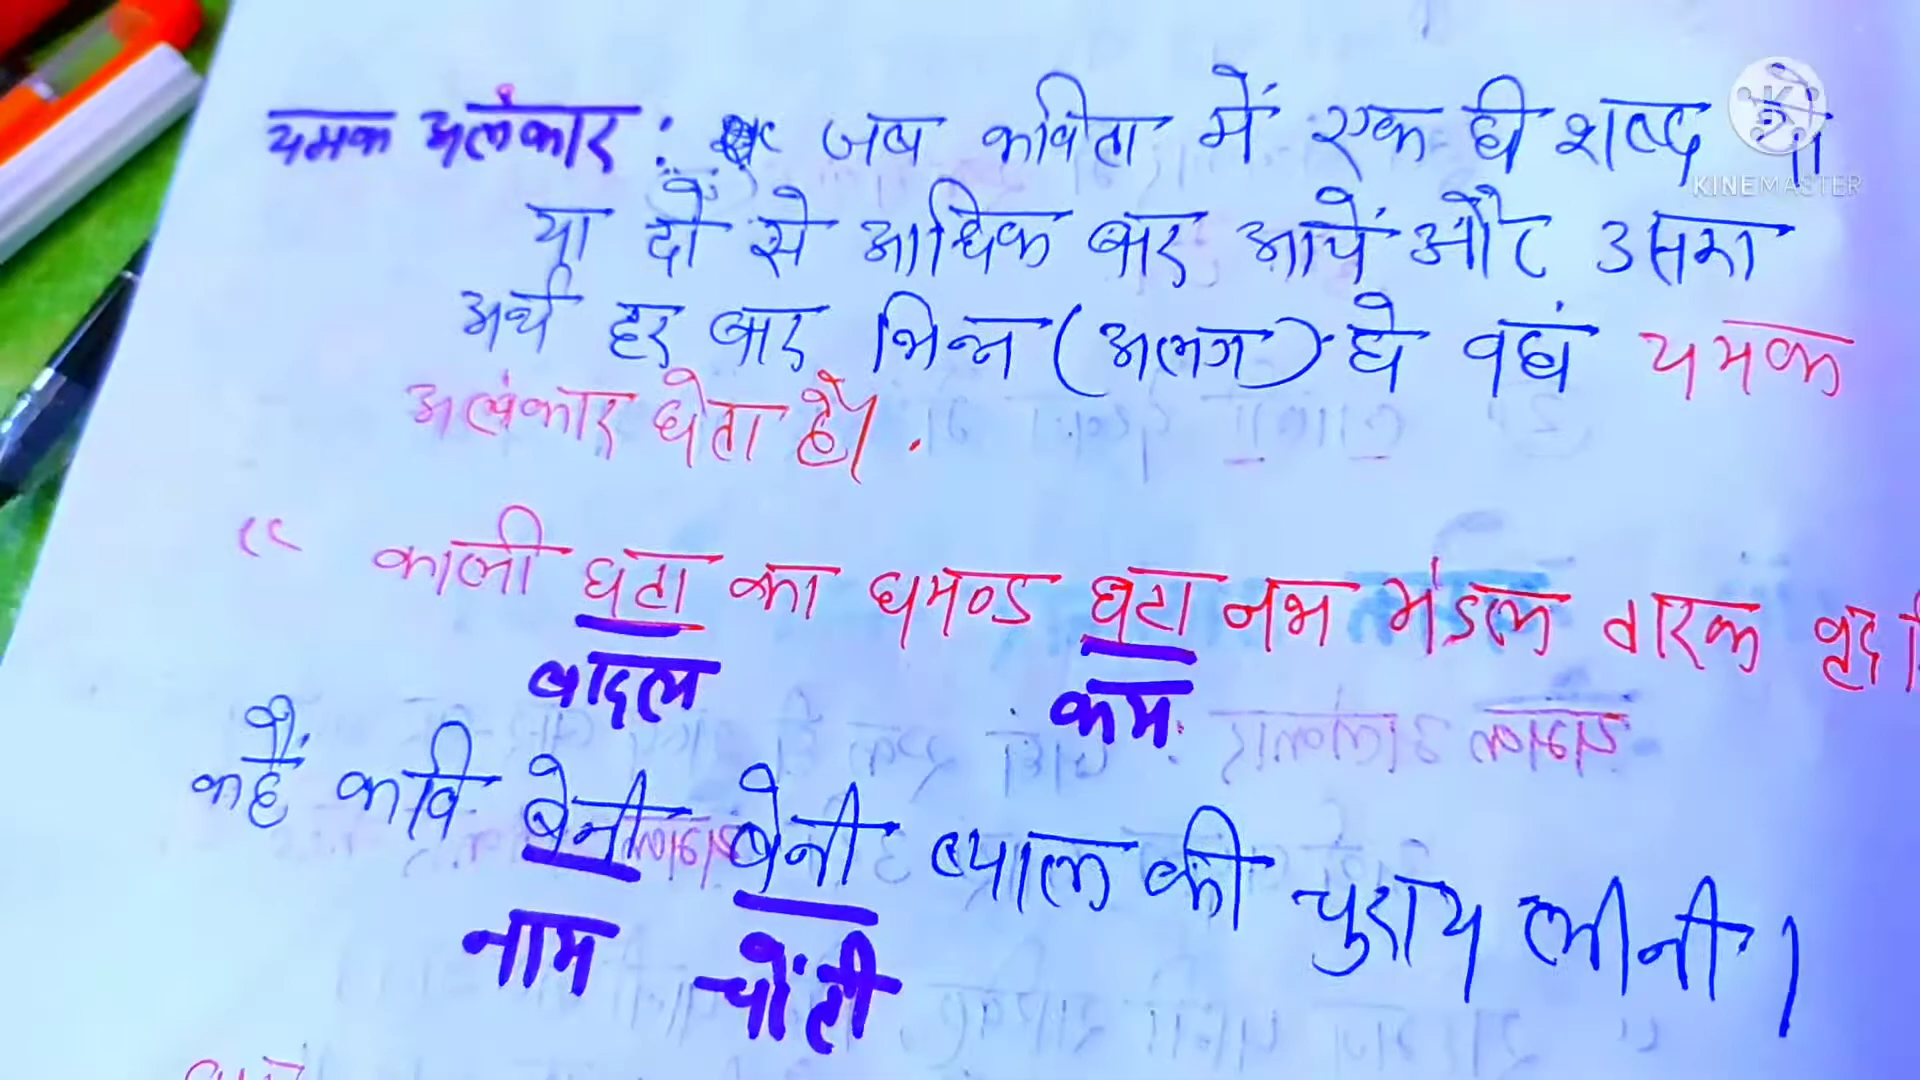 यमक अलंकार : जब कविता में एक ही शब्द दो
KINEMASTER
या दो से अधिक बार आयें और उसका
अर्थ हर बार भिन्न (अलग) हो वहां यमक
अलंकार होता है। .
“ काली घटा का घमण्ड घटा नभ मंडल तारक वृंद
बादल कम
कहै कवि बेनी बेनी ब्याल की चुराय लीनी।
नाम चोंटी